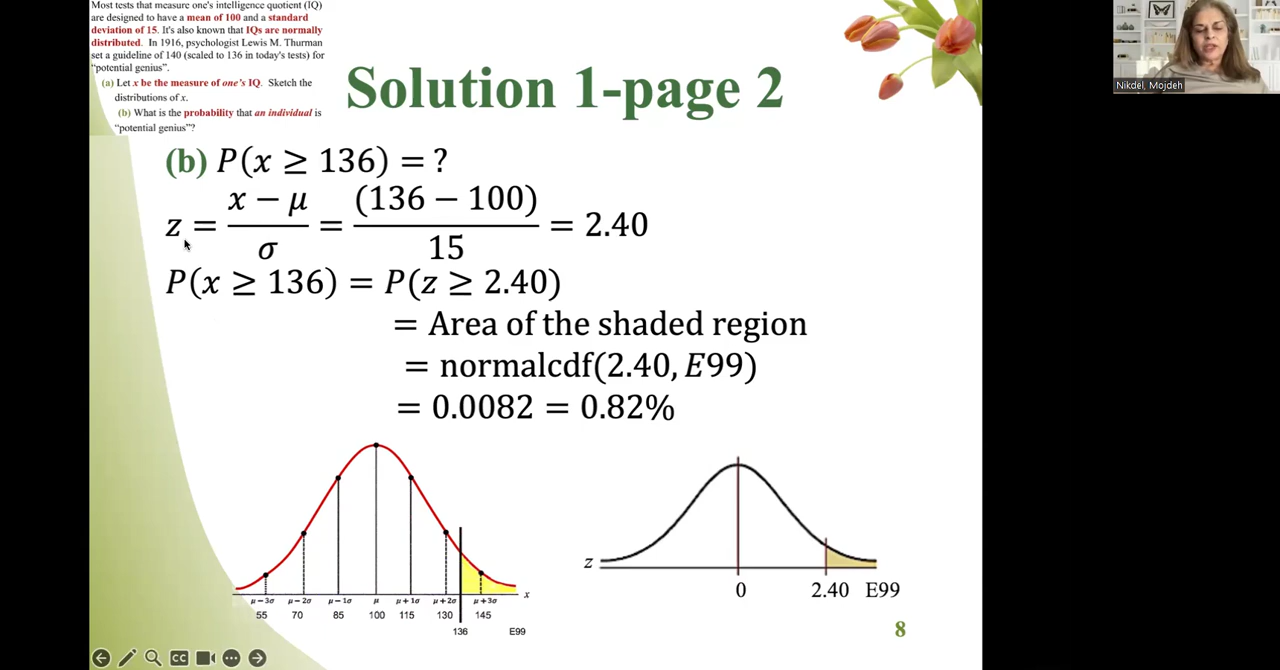 Most tests that measure one's intelligence quotient (IQ)
are designed to have a mean of 100 and a standard
deviation of 15. It's also known that IQs are normally
distributed. In 1916, psychologist Lewis M. Thurman
set a guideline of 140 (scaled to 136 in today's tests) for
“potential genius”.
(a) Let x be the measure of one's IQ. Sketch the
distributions of x.
(b) What is the probability that an individual is
“potential genius”?
Nikdel, Mojdeh
Solution 1-page 2
(b) P(x ≥ 136) = ?
z = x − μ / σ = (136 − 100) / 15 = 2.40
P(x ≥ 136) = P(z ≥ 2.40)
= Area of the shaded region
= normalcdf(2.40, E99)
= 0.0082 = 0.82%
μ−3σ μ−2σ μ−1σ μ μ+1σ μ+2σ μ+3σ x
55 70 85 100 115 130 145
136 E99
z
0 2.40 E99
8
CC